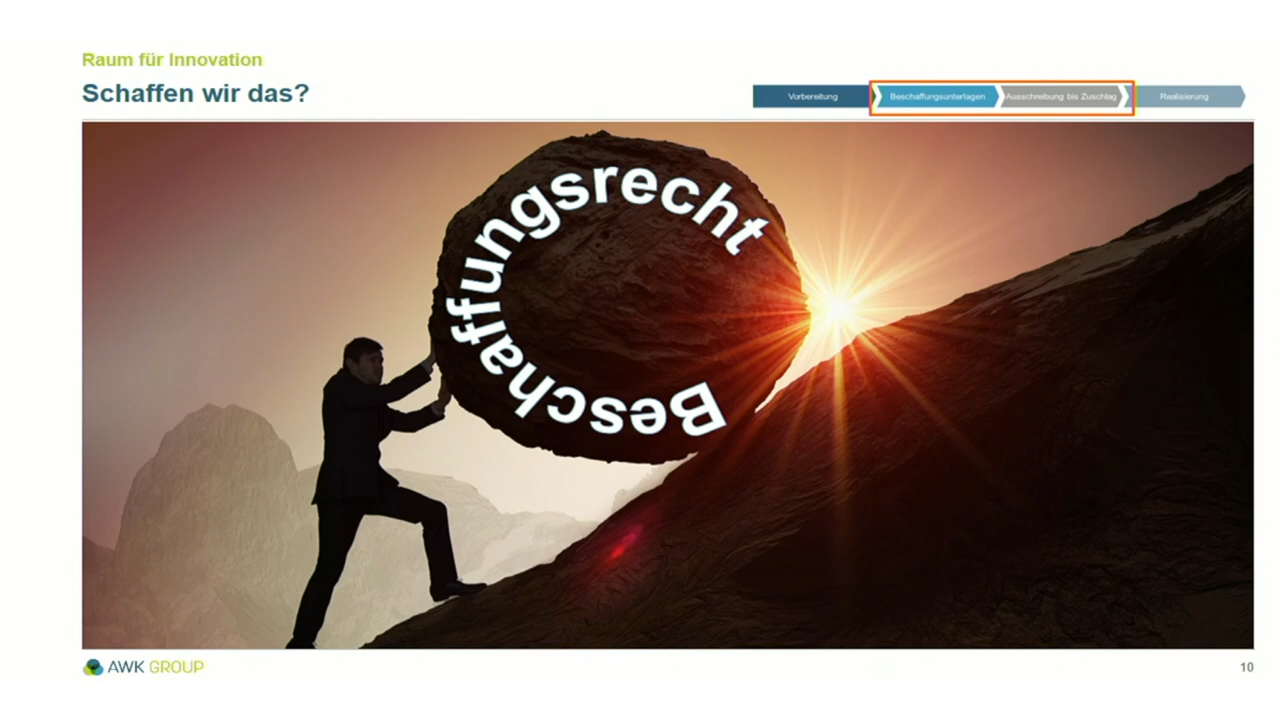 Raum für Innovation
Schaffen wir das?
Vorbereitung
Beschaffungsunterlagen
Ausschreibung bis Zuschlag
Realisierung
Beschaffungsrecht
AWK GROUP
10